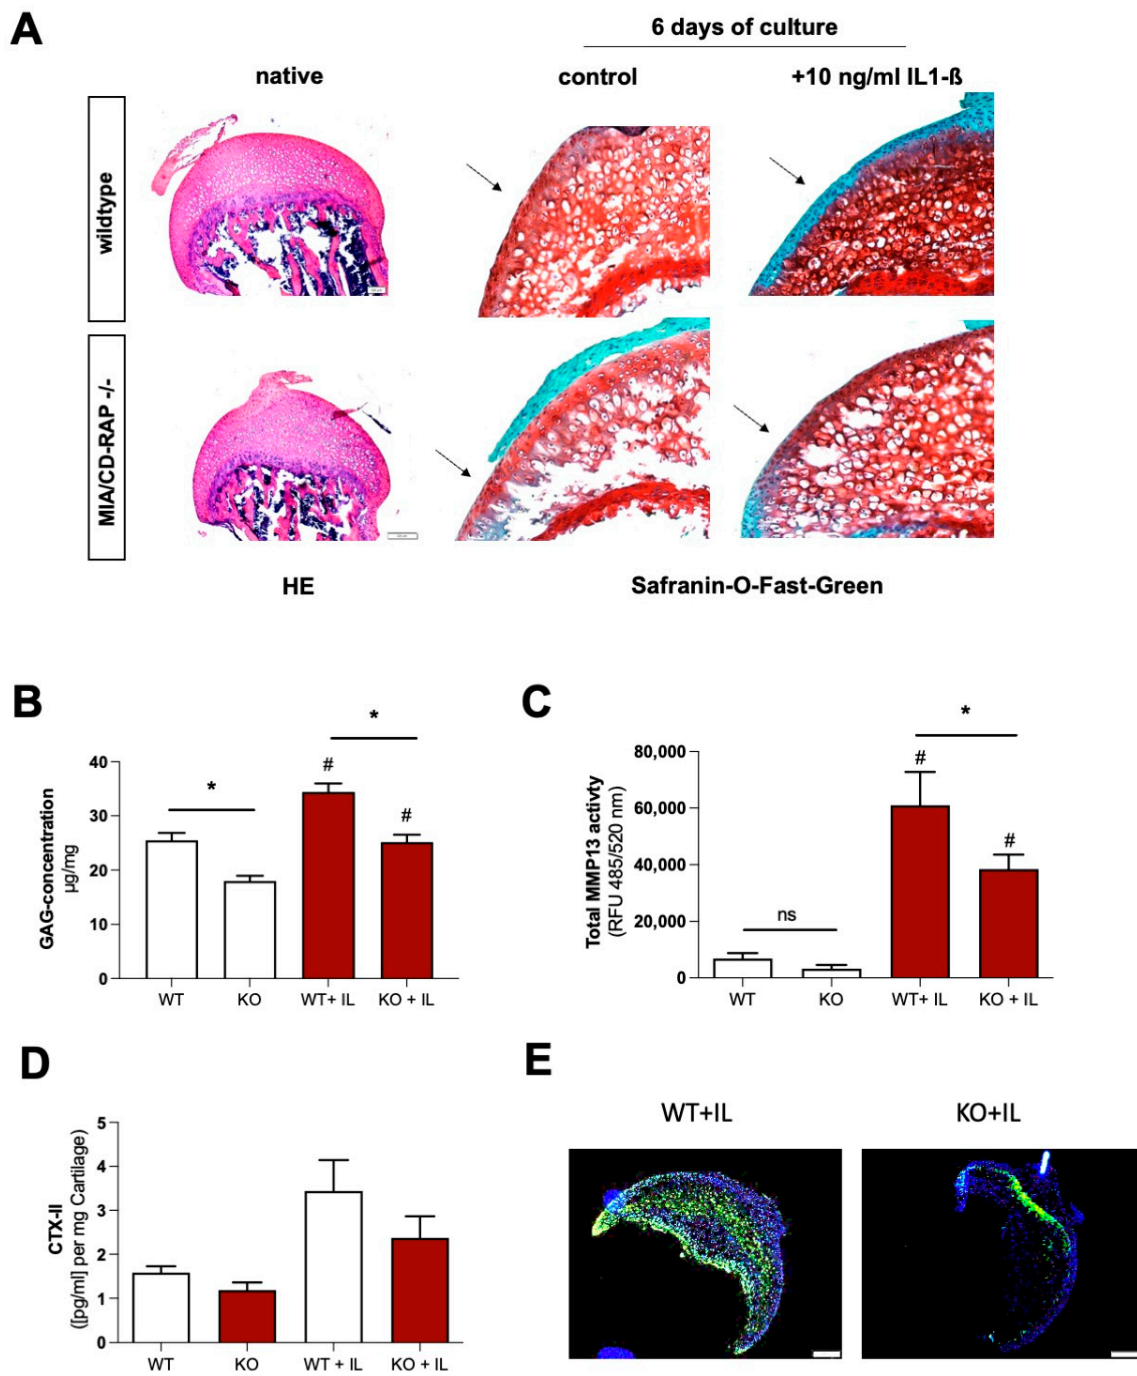 A
6 days of culture
native
control
+10 ng/ml IL1-ß
wildtype
MIA/CD-RAP -/-
HE
Safranin-O-Fast-Green
B
GAG-concentration
µg/mg
40
30
20
10
0
*
*
#
#
WT
KO
WT+ IL
KO + IL
C
Total MMP13 activty
(RFU 485/520 nm)
80,000
60,000
40,000
20,000
0
ns
*
#
#
WT
KO
WT+ IL
KO + IL
D
CTX-II
([pg/ml] per mg Cartilage)
5
4
3
2
1
0
WT
KO
WT + IL
KO + IL
E
WT+IL
KO+IL